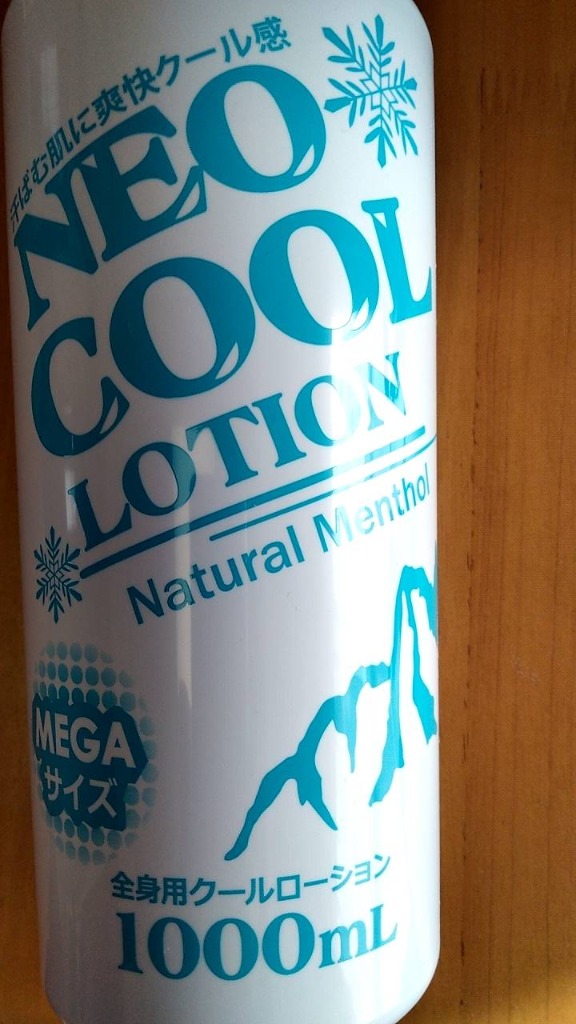 汗ばむ肌に爽快クール感
NEO
COOL
LOTION
Natural Menthol
MEGA
サイズ
全身用クールローション
1000mL